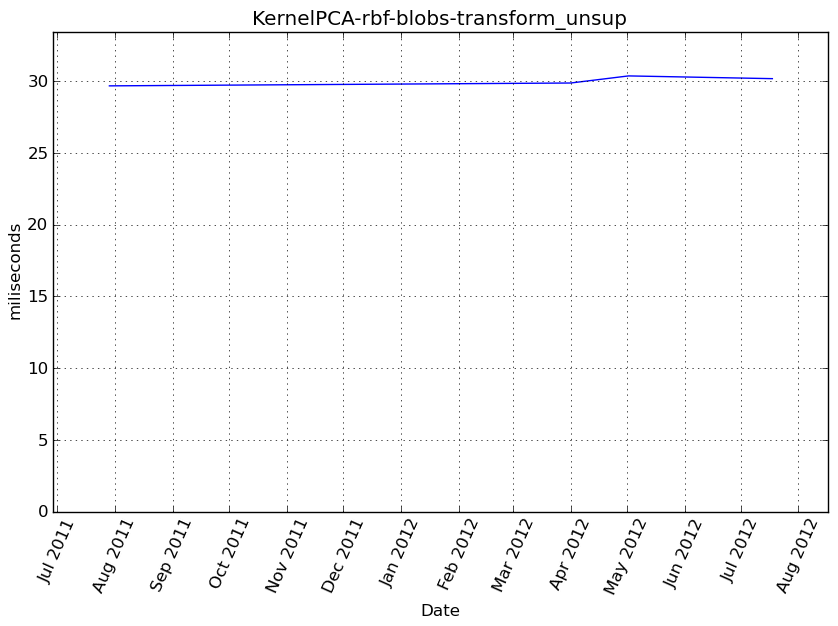 KernelPCA-rbf-blobs-transform_unsup
30
25
20
15
10
5
0
miliseconds
Jul 2011
Aug 2011
Sep 2011
Oct 2011
Nov 2011
Dec 2011
Jan 2012
Feb 2012
Mar 2012
Apr 2012
May 2012
Jun 2012
Jul 2012
Aug 2012
Date